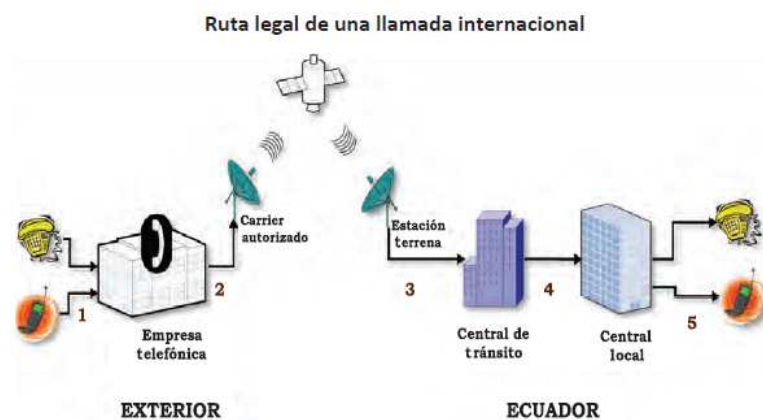 Ruta legal de una llamada internacional
Carrier
autorizado
Estación
terrena
1
2
3
4
5
Empresa
telefónica
Central de
tránsito
Central
local
EXTERIOR
ECUADOR